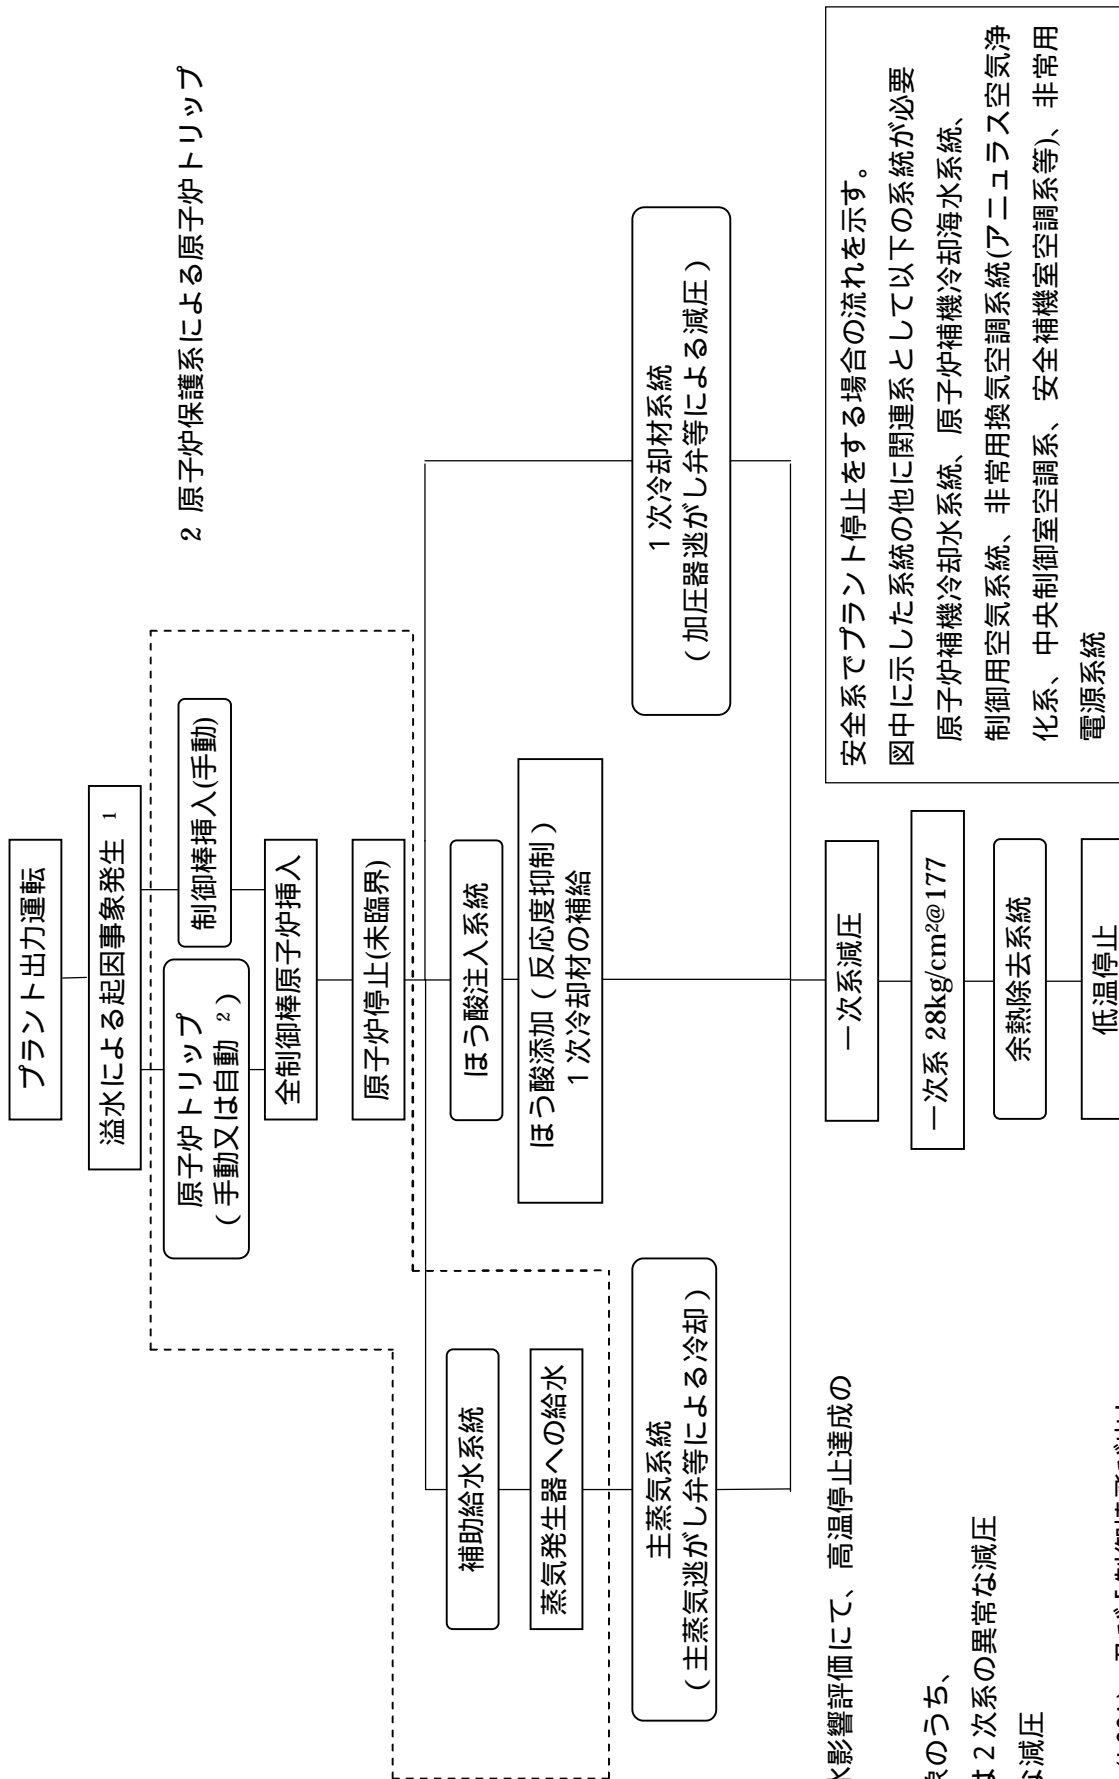 プラント出力運転
溢水による起因事象発生 1
原子炉トリップ
(手動又は自動 2)
制御棒挿入(手動)
2 原子炉保護系による原子炉トリップ
全制御棒原子炉挿入
原子炉停止(未臨界)
補助給水系統
蒸気発生器への給水
ほう酸注入系統
ほう酸添加(反応度抑制)
1次冷却材の補給
主蒸気系統
(主蒸気逃がし弁等による冷却)
1次冷却材系統
(加圧器逃がし弁等による減圧)
一次系減圧
一次系 28kg/cm²@177
余熱除去系統
低温停止
水影響評価にて、高温停止達成の
象のうち、
は2次系の異常な減圧
な減圧
安全系でプラント停止をする場合の流れを示す。
図中に示した系統の他に関連系として以下の系統が必要
原子炉補機冷却水系統、原子炉補機冷却海水系統、
制御用空気系統、非常用換気空調系統(アニュラス空気浄
化系、中央制御室空調系、安全補機室空調系等)、非常用
電源系統